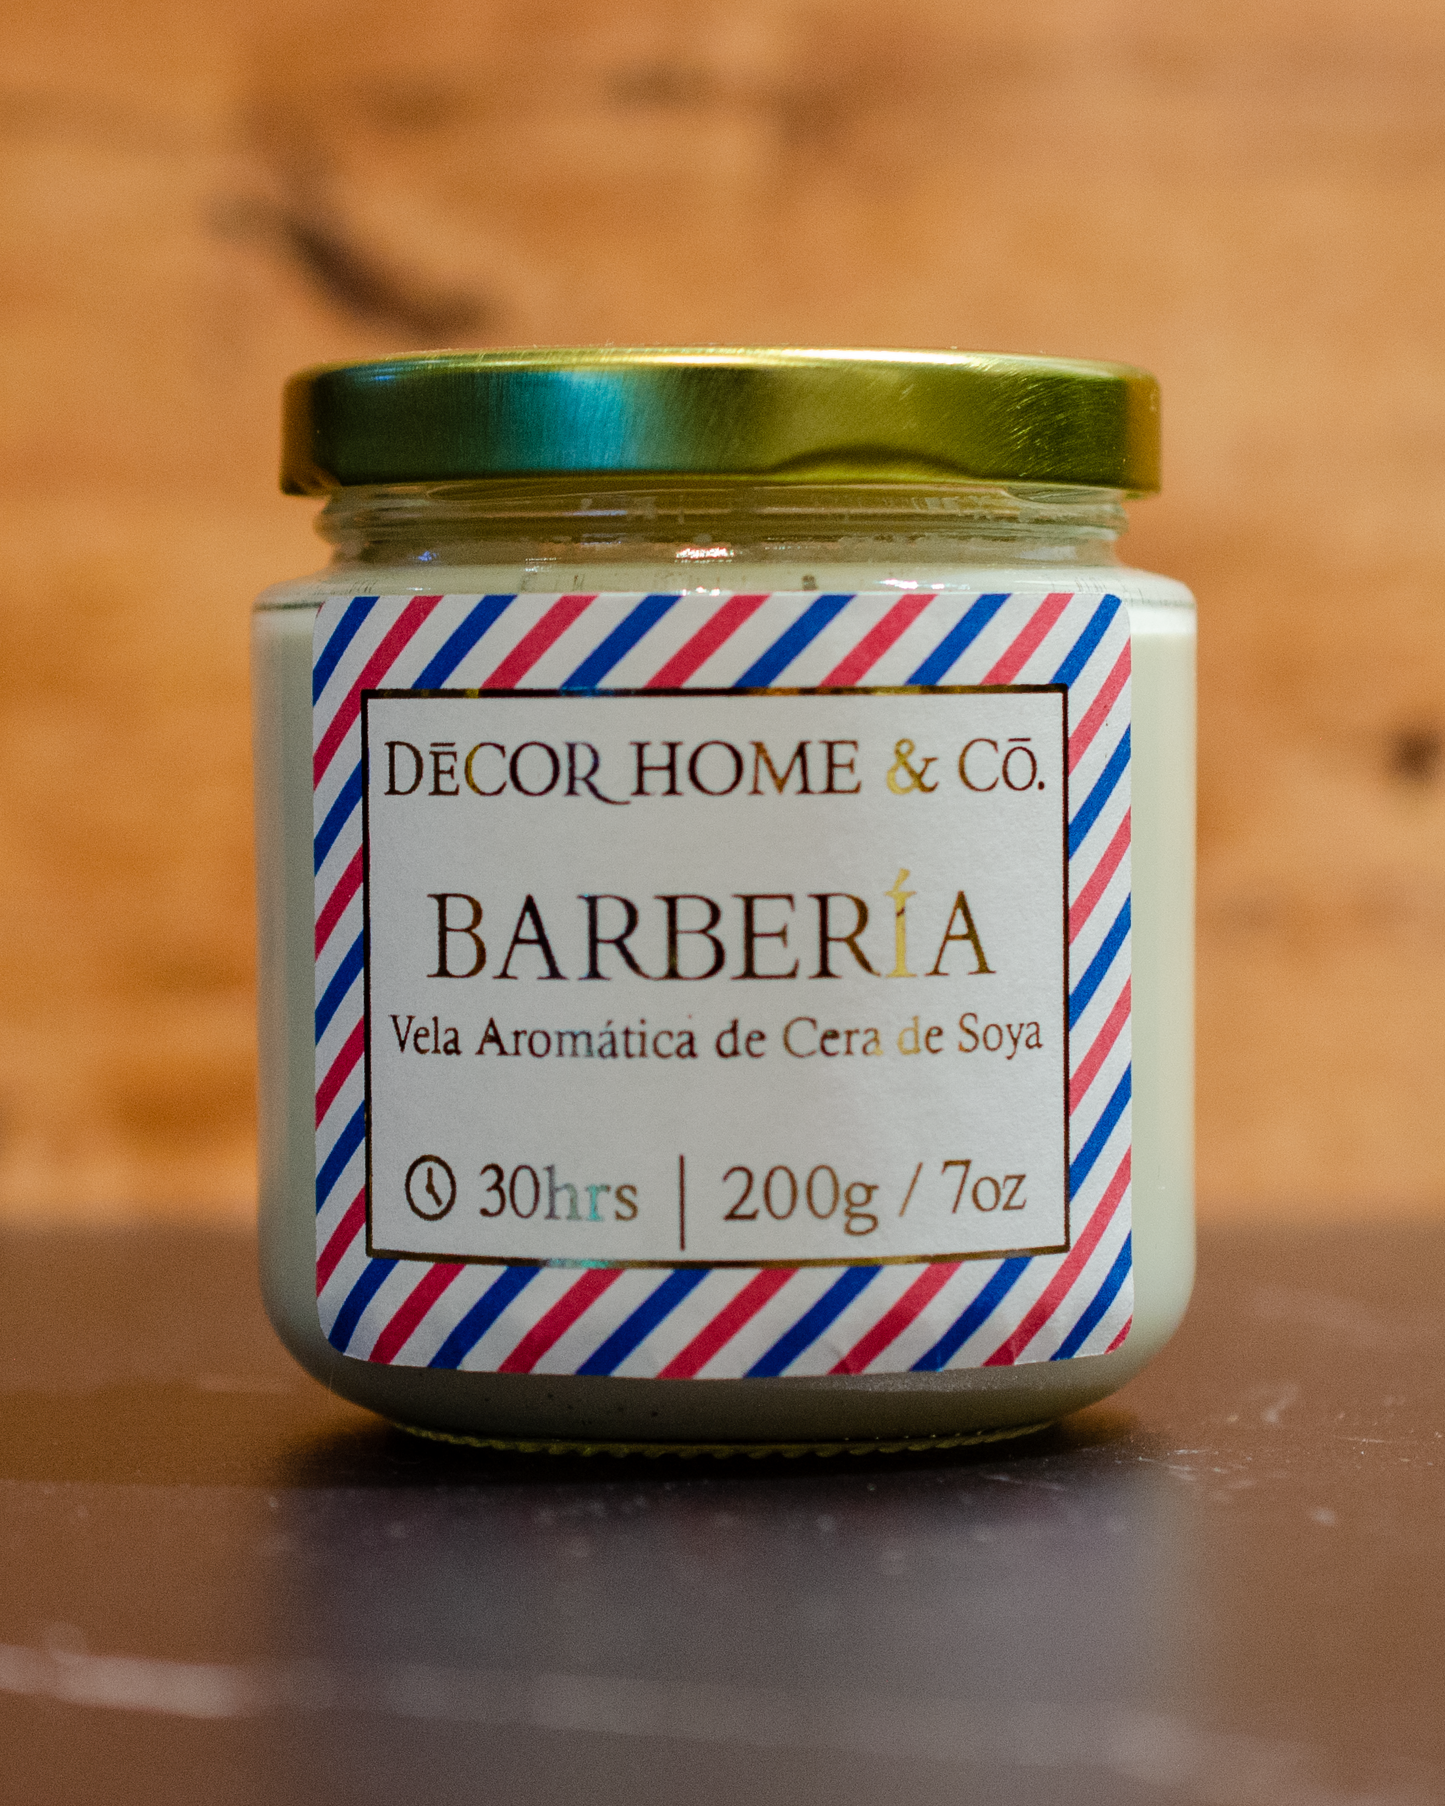 DĒCOR HOME & CŌ.
BARBERÍA
Vela Aromática de Cera de Soya
30hrs | 200g / 7oz